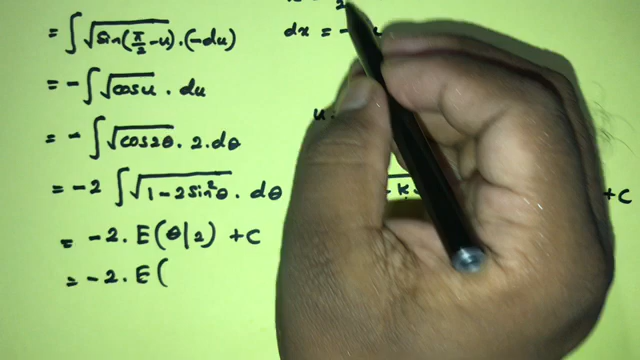 = ∫ √sin(π/2 - u) · (-du)
dx = -
= - ∫ √cosu · du
u.
= - ∫ √cos2θ · 2 · dθ
= -2 ∫ √1 - 2sin²θ · dθ
- k + C
= -2 · E(θ|2) + C
= -2 · E(